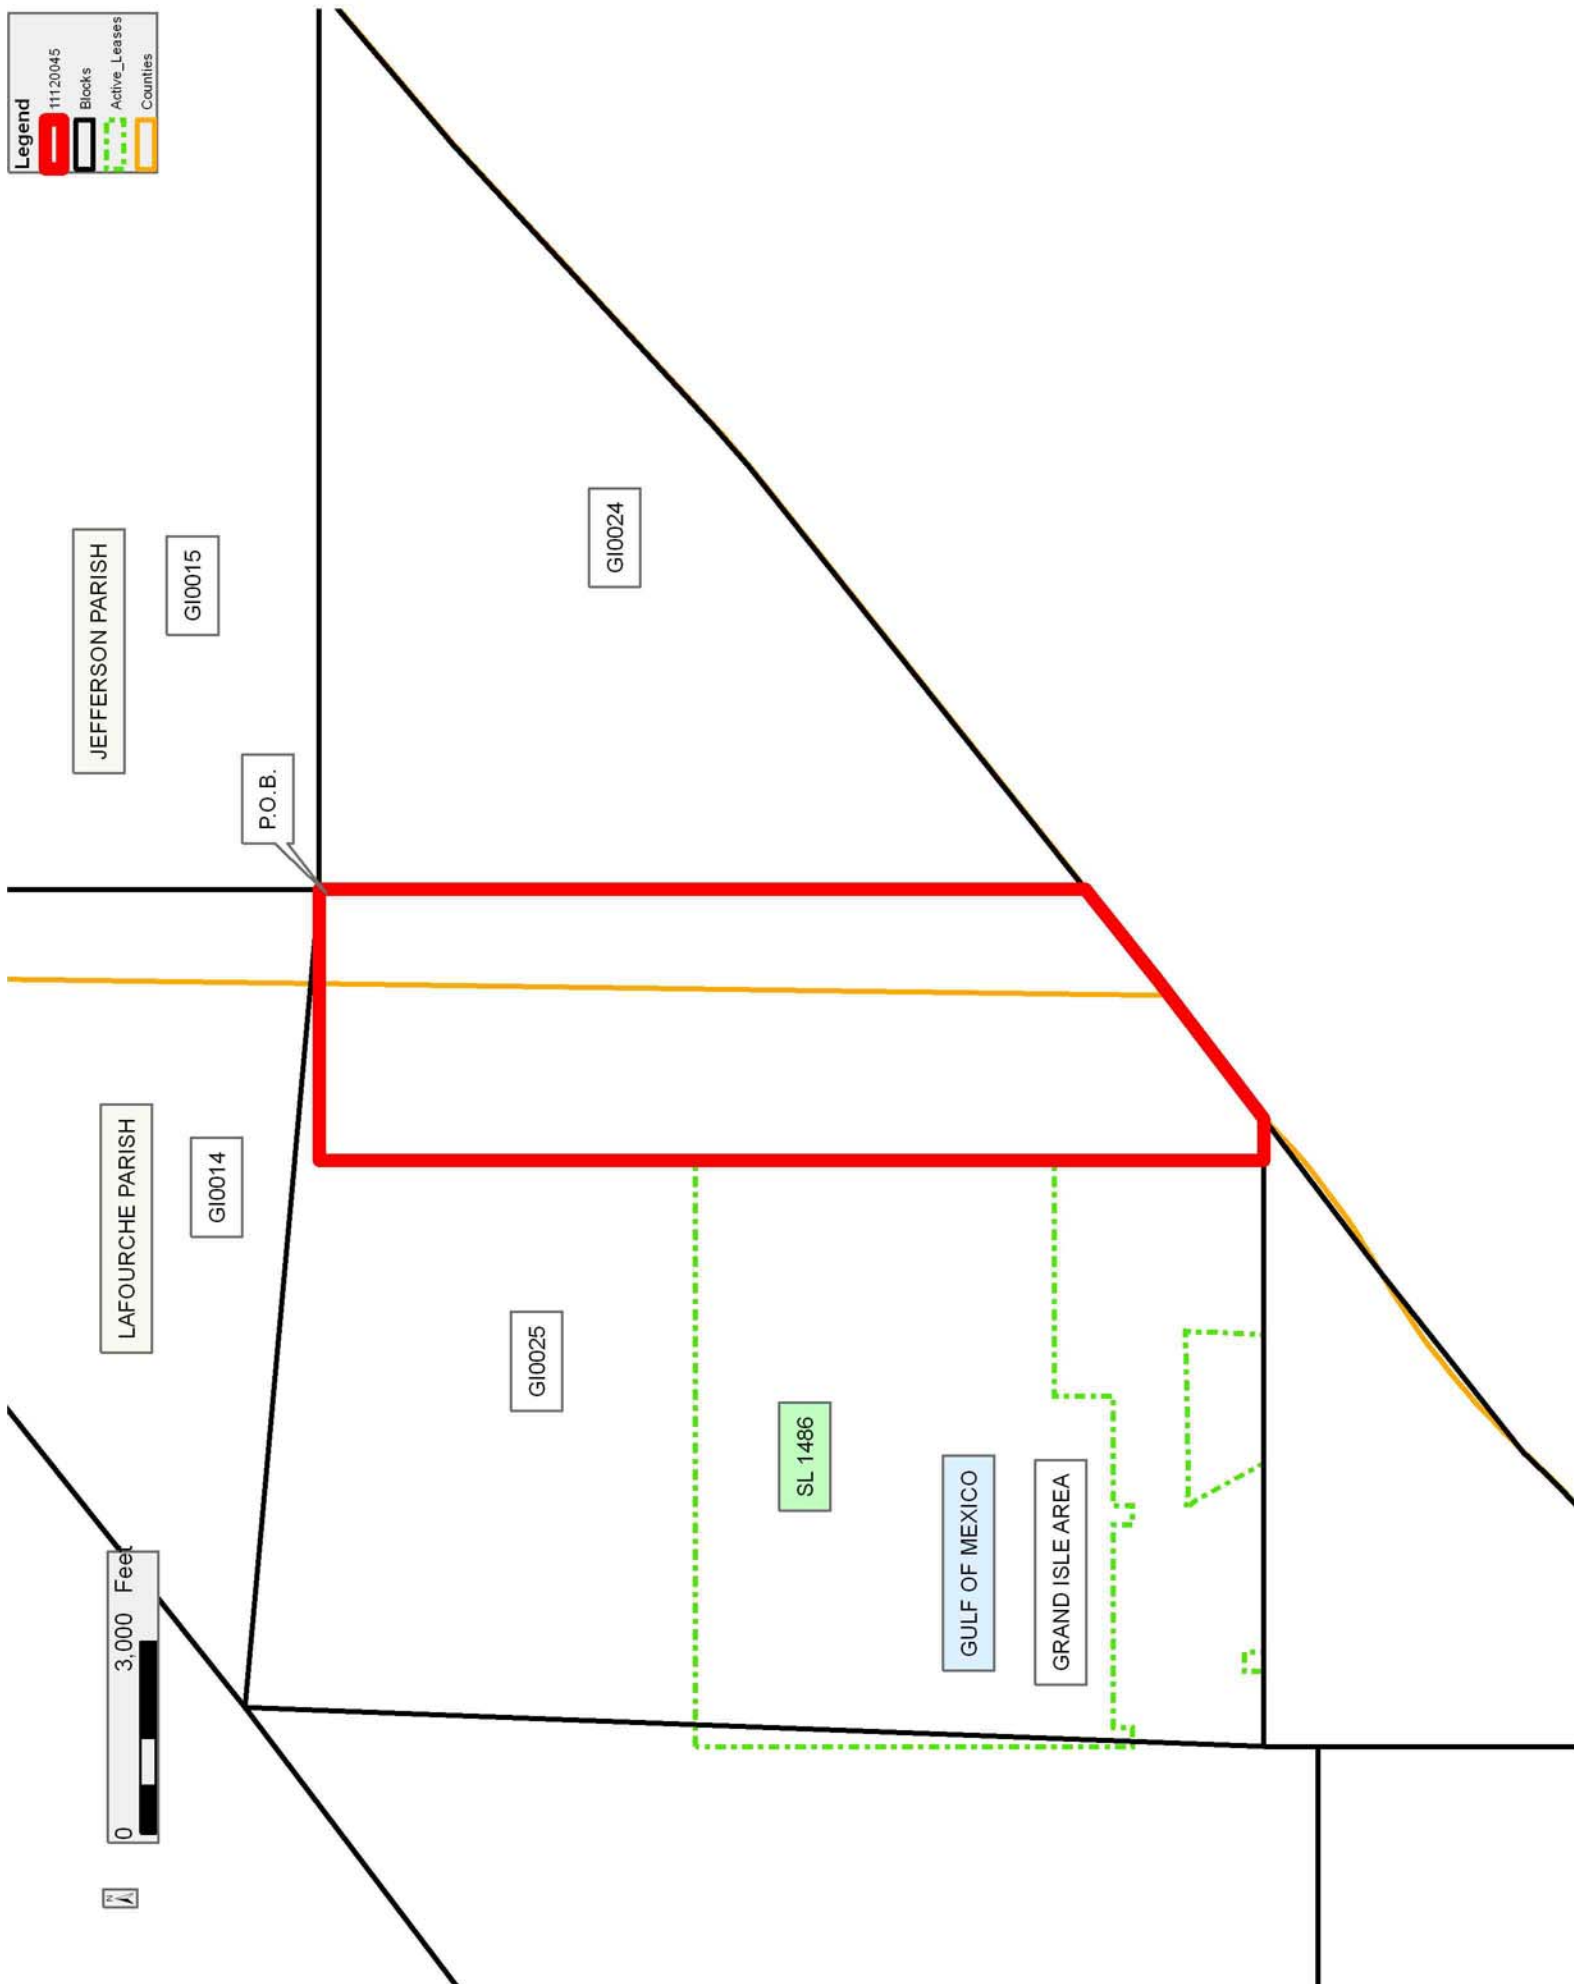 Legend
11120045
Blocks
Active_Leases
Counties
JEFFERSON PARISH
GI0015
P.O.B.
GI0024
LAFOURCHE PARISH
GI0014
GI0025
SL 1486
GULF OF MEXICO
GRAND ISLE AREA
0 3,000 Feet
N